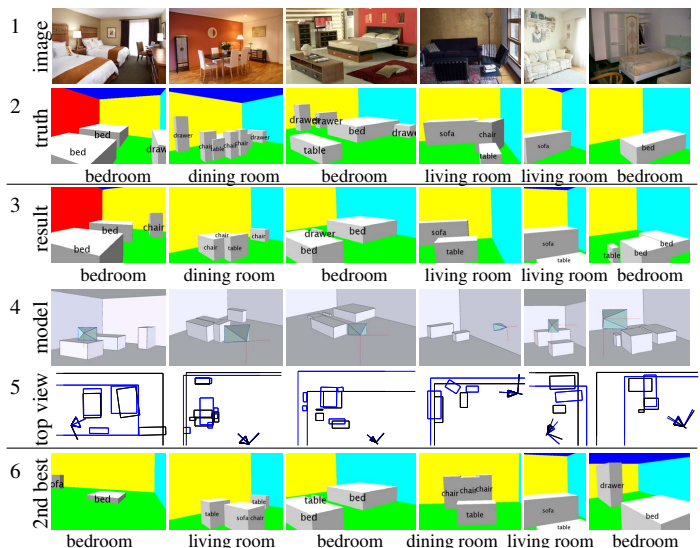 1 image
2 truth
bed bed draw drawer chair table chair chair drawer drawer drawer bed table sofa chair table sofa bed
bedroom dining room bedroom living room living room bedroom
3 result
bed bed chair chair table chair drawer bed bed sofa table sofa table table bed bed
bedroom dining room bedroom living room living room bedroom
4 model
5 top view
6 2nd best
ofa bed table sofa chair table table bed bed chair chair chair table sofa table drawer bed
bedroom living room bedroom dining room living room bedroom